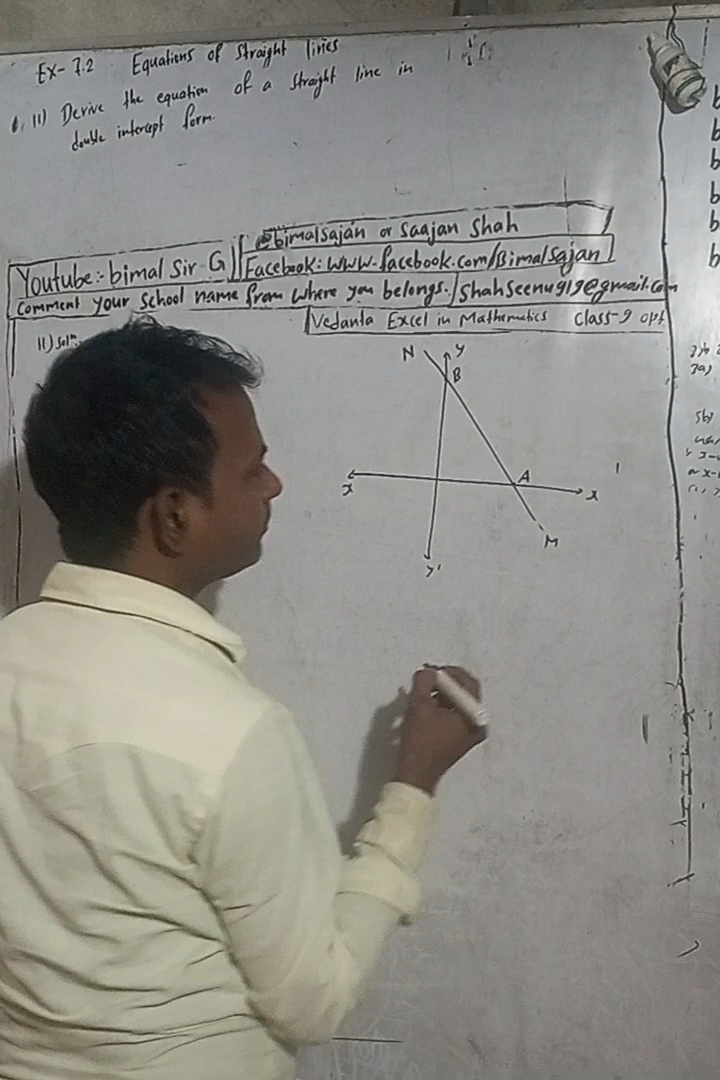 Ex- 7.2 Equations of straight lines
11) Derive the equation of a straight line in
double intercept form.
@bimalsajan or Saajan Shah
Youtube:- bimal Sir G
Facebook: WWW.facebook.com/Bimalsajan
Comment your School name from where you belongs. / Shahseenu919@gmail.com
Vedanta Excel in Mathematics Class-9 opt
11) Soln.
N
y
B
A
x
x
M
y'